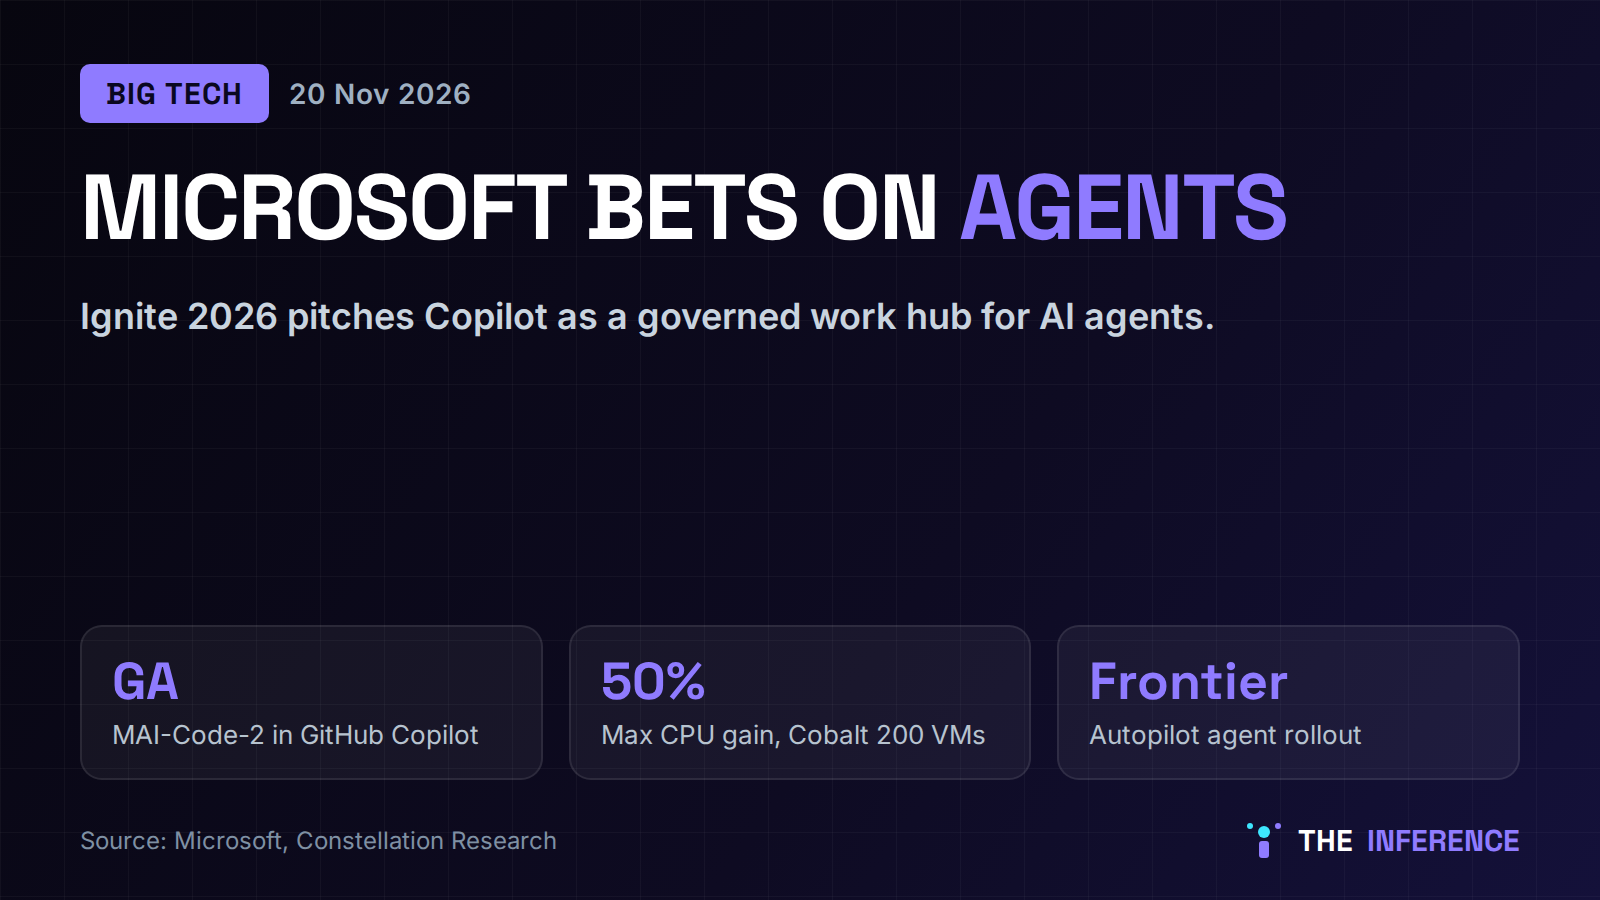 BIG TECH
20 Nov 2026
MICROSOFT BETS ON AGENTS
Ignite 2026 pitches Copilot as a governed work hub for AI agents.
GA
MAI-Code-2 in GitHub Copilot
50%
Max CPU gain, Cobalt 200 VMs
Frontier
Autopilot agent rollout
Source: Microsoft, Constellation Research
THE INFERENCE